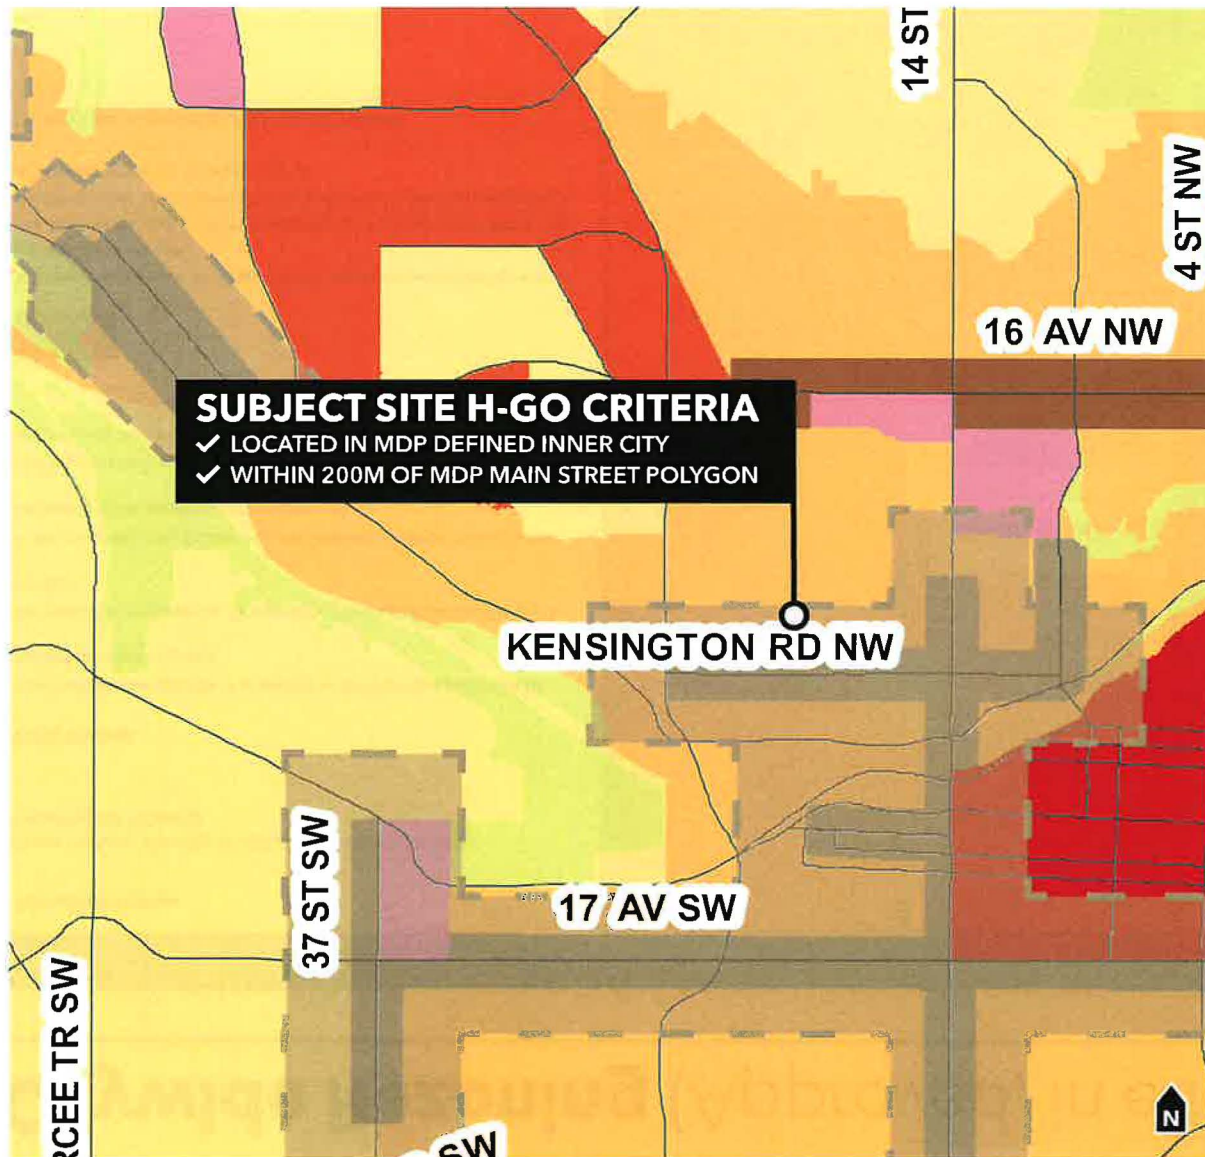 14 ST
4 ST NW
16 AV NW
SUBJECT SITE H-GO CRITERIA
✓ LOCATED IN MDP DEFINED INNER CITY
✓ WITHIN 200M OF MDP MAIN STREET POLYGON
KENSINGTON RD NW
37 ST SW
17 AV SW
RCEE TR SW
SW
N